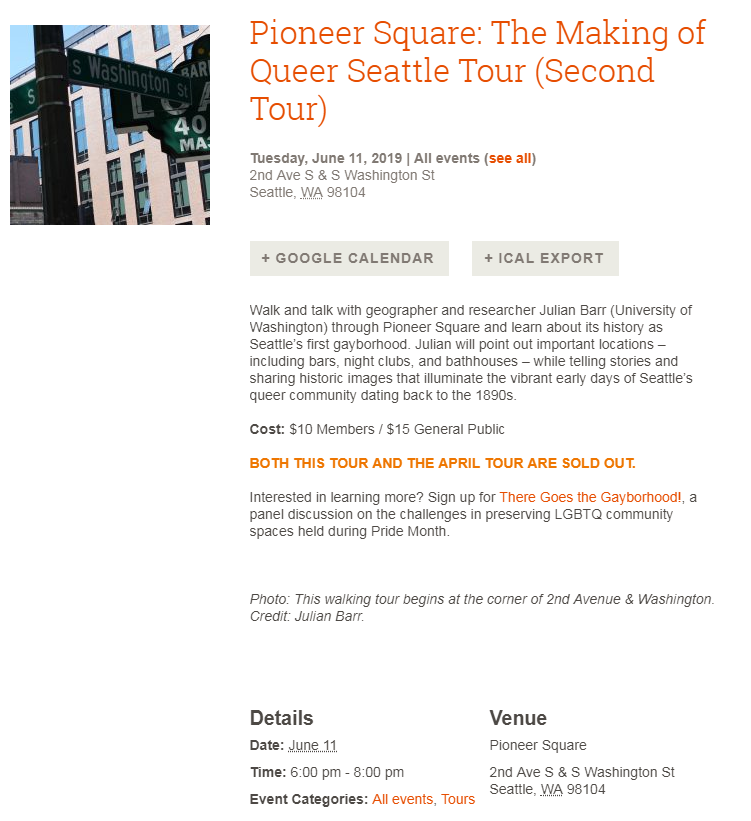 S Washington St
S
BAR
40
MA
Pioneer Square: The Making of
Queer Seattle Tour (Second
Tour)
Tuesday, June 11, 2019 | All events (see all)
2nd Ave S & S Washington St
Seattle, WA 98104
+ GOOGLE CALENDAR
+ ICAL EXPORT
Walk and talk with geographer and researcher Julian Barr (University of
Washington) through Pioneer Square and learn about its history as
Seattle’s first gayborhood. Julian will point out important locations –
including bars, night clubs, and bathhouses – while telling stories and
sharing historic images that illuminate the vibrant early days of Seattle’s
queer community dating back to the 1890s.
Cost: $10 Members / $15 General Public
BOTH THIS TOUR AND THE APRIL TOUR ARE SOLD OUT.
Interested in learning more? Sign up for There Goes the Gayborhood!, a
panel discussion on the challenges in preserving LGBTQ community
spaces held during Pride Month.
Photo: This walking tour begins at the corner of 2nd Avenue & Washington.
Credit: Julian Barr.
Details
Date: June 11
Time: 6:00 pm - 8:00 pm
Event Categories: All events, Tours
Venue
Pioneer Square
2nd Ave S & S Washington St
Seattle, WA 98104